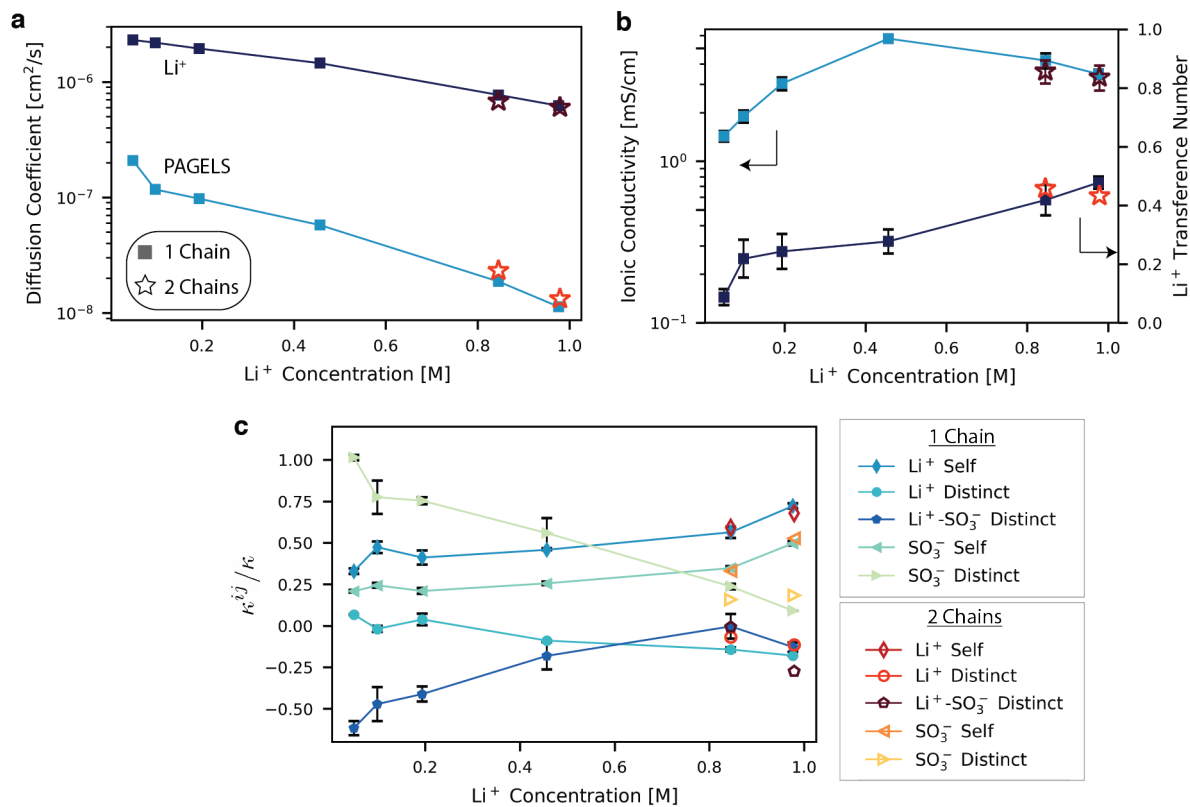 a
Diffusion Coefficient [cm²/s]
10⁻⁶
10⁻⁷
10⁻⁸
Li⁺
PAGELS
1 Chain
2 Chains
0.2 0.4 0.6 0.8 1.0
Li⁺ Concentration [M]
b
Ionic Conductivity [mS/cm]
10⁰
10⁻¹
1.0
0.8
0.6
0.4
0.2
0.0
Li⁺ Transference Number
0.2 0.4 0.6 0.8 1.0
Li⁺ Concentration [M]
c
κⁱʲ/κ
1.00
0.75
0.50
0.25
0.00
−0.25
−0.50
0.2 0.4 0.6 0.8 1.0
Li⁺ Concentration [M]
1 Chain
Li⁺ Self
Li⁺ Distinct
Li⁺-SO₃⁻ Distinct
SO₃⁻ Self
SO₃⁻ Distinct
2 Chains
Li⁺ Self
Li⁺ Distinct
Li⁺-SO₃⁻ Distinct
SO₃⁻ Self
SO₃⁻ Distinct